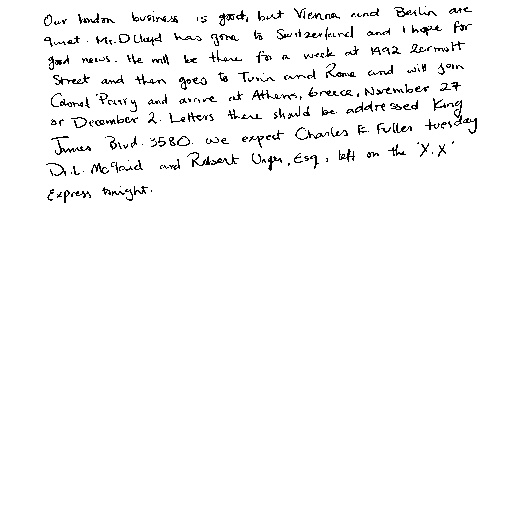 Our London business is good, but Vienna and Berlin are
quiet. Mr. D Lloyd has gone to Switzerland and I hope for
good news. He will be there for a week at 1992 Zermott
Street and then goes to Turin and Rome and will join
Colonel Parry and arrive at Athens, Greece, November 27
or December 2. Letters there should be addressed King
James Blvd. 3580. We expect Charles E. Fuller tuesday
Dr. L. McQuaid and Robert Unger, Esq, left on the 'X.X'
Express tonight.